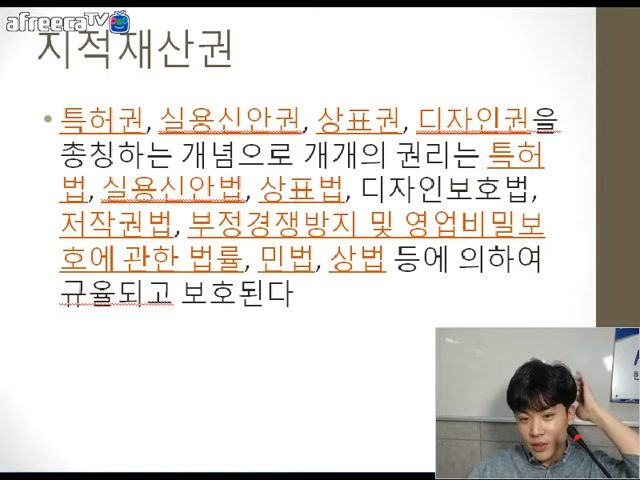 afreecaTV
지적재산권
• 특허권, 실용신안권, 상표권, 디자인권을
총칭하는 개념으로 개개의 권리는 특허
법, 실용신안법, 상표법, 디자인보호법,
저작권법, 부정경쟁방지 및 영업비밀보
호에 관한 법률, 민법, 상법 등에 의하여
규율되고 보호된다